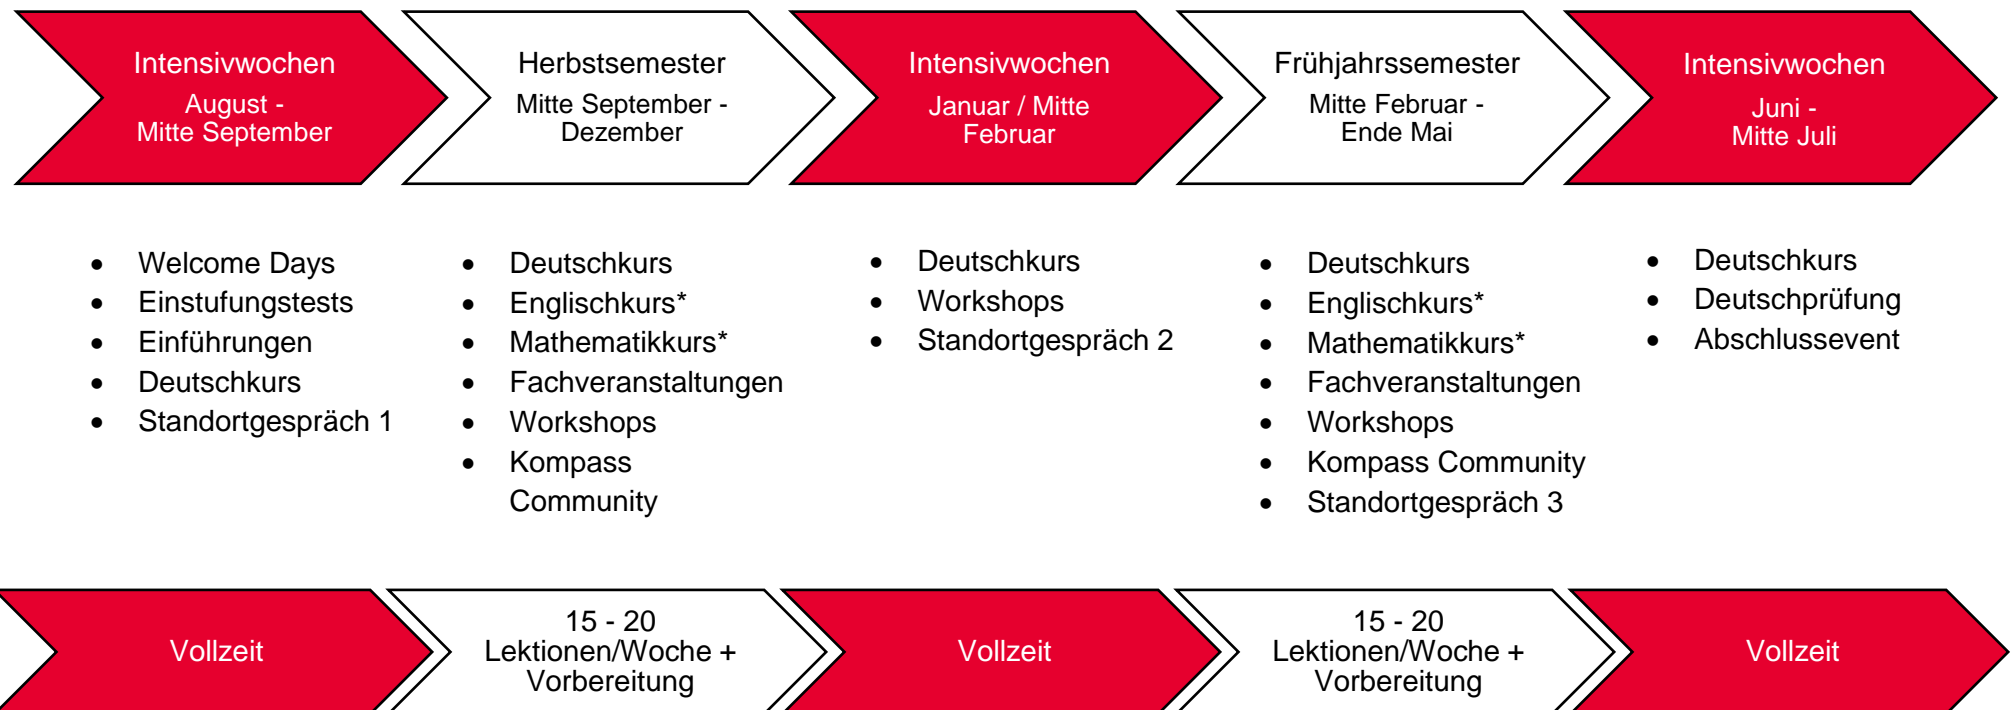 Intensivwochen
August -
Mitte September
Herbstsemester
Mitte September -
Dezember
Intensivwochen
Januar / Mitte
Februar
Frühjahrssemester
Mitte Februar -
Ende Mai
Intensivwochen
Juni -
Mitte Juli
• Welcome Days
• Einstufungstests
• Einführungen
• Deutschkurs
• Standortgespräch 1
• Deutschkurs
• Englischkurs*
• Mathematikkurs*
• Fachveranstaltungen
• Workshops
• Kompass
Community
• Deutschkurs
• Workshops
• Standortgespräch 2
• Deutschkurs
• Englischkurs*
• Mathematikkurs*
• Fachveranstaltungen
• Workshops
• Kompass Community
• Standortgespräch 3
• Deutschkurs
• Deutschprüfung
• Abschlussevent
Vollzeit
15 - 20
Lektionen/Woche +
Vorbereitung
Vollzeit
15 - 20
Lektionen/Woche +
Vorbereitung
Vollzeit